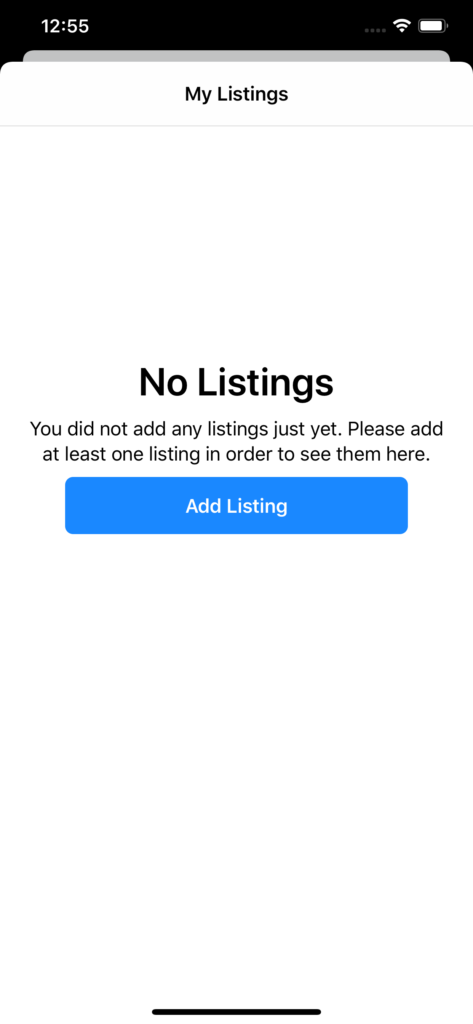 12:55
My Listings
No Listings
You did not add any listings just yet. Please add
at least one listing in order to see them here.
Add Listing